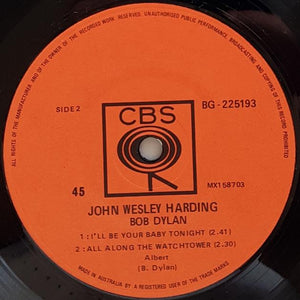 ALL RIGHTS OF THE MANUFACTURER AND OF THE OWNER OF THE RECORDED WORK RESERVED. UNAUTHORISED COPYING, PUBLIC PERFORMANCE, BROADCASTING AND COPYING OF THIS RECORD PROHIBITED
CBS
SIDE 2
BG - 225193
45
MX158703
JOHN WESLEY HARDING
BOB DYLAN
1: I'LL BE YOUR BABY TONIGHT (2.41)
2: ALL ALONG THE WATCHTOWER (2.30)
Albert
(B. Dylan)
MADE IN AUSTRALIA BY
REGISTERED USER OF THE TRADE MARK